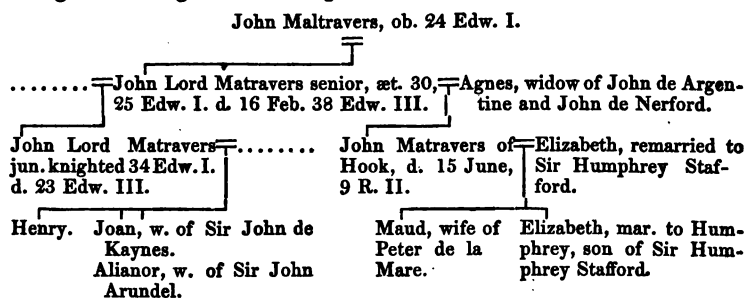 John Maltravers, ob. 24 Edw. I.
........ John Lord Matravers senior, æt. 30, Agnes, widow of John de Argen-
25 Edw. I. d. 16 Feb. 38 Edw. III. tine and John de Nerford.
John Lord Matravers ........ John Matravers of Elizabeth, remarried to
jun. knighted 34 Edw. I. Hook, d. 15 June, Sir Humphrey Staf-
d. 23 Edw. III. 9 R. II. ford.
Henry. Joan, w. of Sir John de Maud, wife of Elizabeth, mar. to Hum-
Kaynes. Peter de la phrey, son of Sir Hum-
Alianor, w. of Sir John Mare. phrey Stafford.
Arundel.